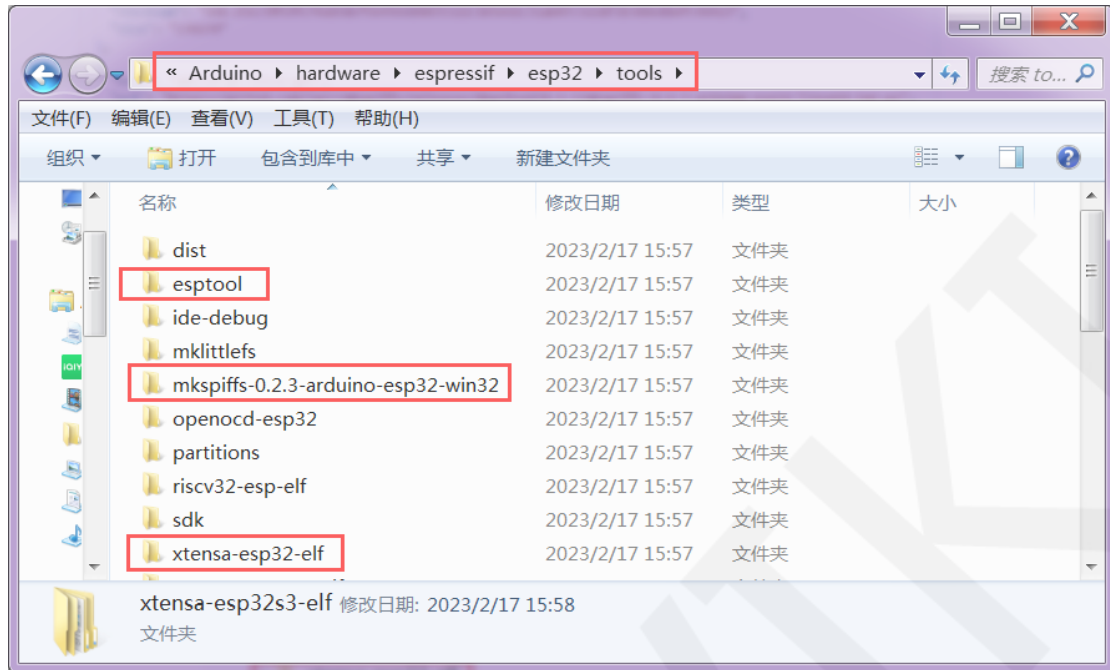 « Arduino ▸ hardware ▸ espressif ▸ esp32 ▸ tools ▸ 搜索 to...
文件(F) 编辑(E) 查看(V) 工具(T) 帮助(H)
组织 打开 包含到库中 共享 新建文件夹
名称 修改日期 类型 大小
dist 2023/2/17 15:57 文件夹
esptool 2023/2/17 15:57 文件夹
ide-debug 2023/2/17 15:57 文件夹
mklittlefs 2023/2/17 15:57 文件夹
mkspiffs-0.2.3-arduino-esp32-win32 2023/2/17 15:57 文件夹
openocd-esp32 2023/2/17 15:57 文件夹
partitions 2023/2/17 15:57 文件夹
riscv32-esp-elf 2023/2/17 15:57 文件夹
sdk 2023/2/17 15:57 文件夹
xtensa-esp32-elf 2023/2/17 15:57 文件夹
xtensa-esp32s3-elf 修改日期: 2023/2/17 15:58
文件夹